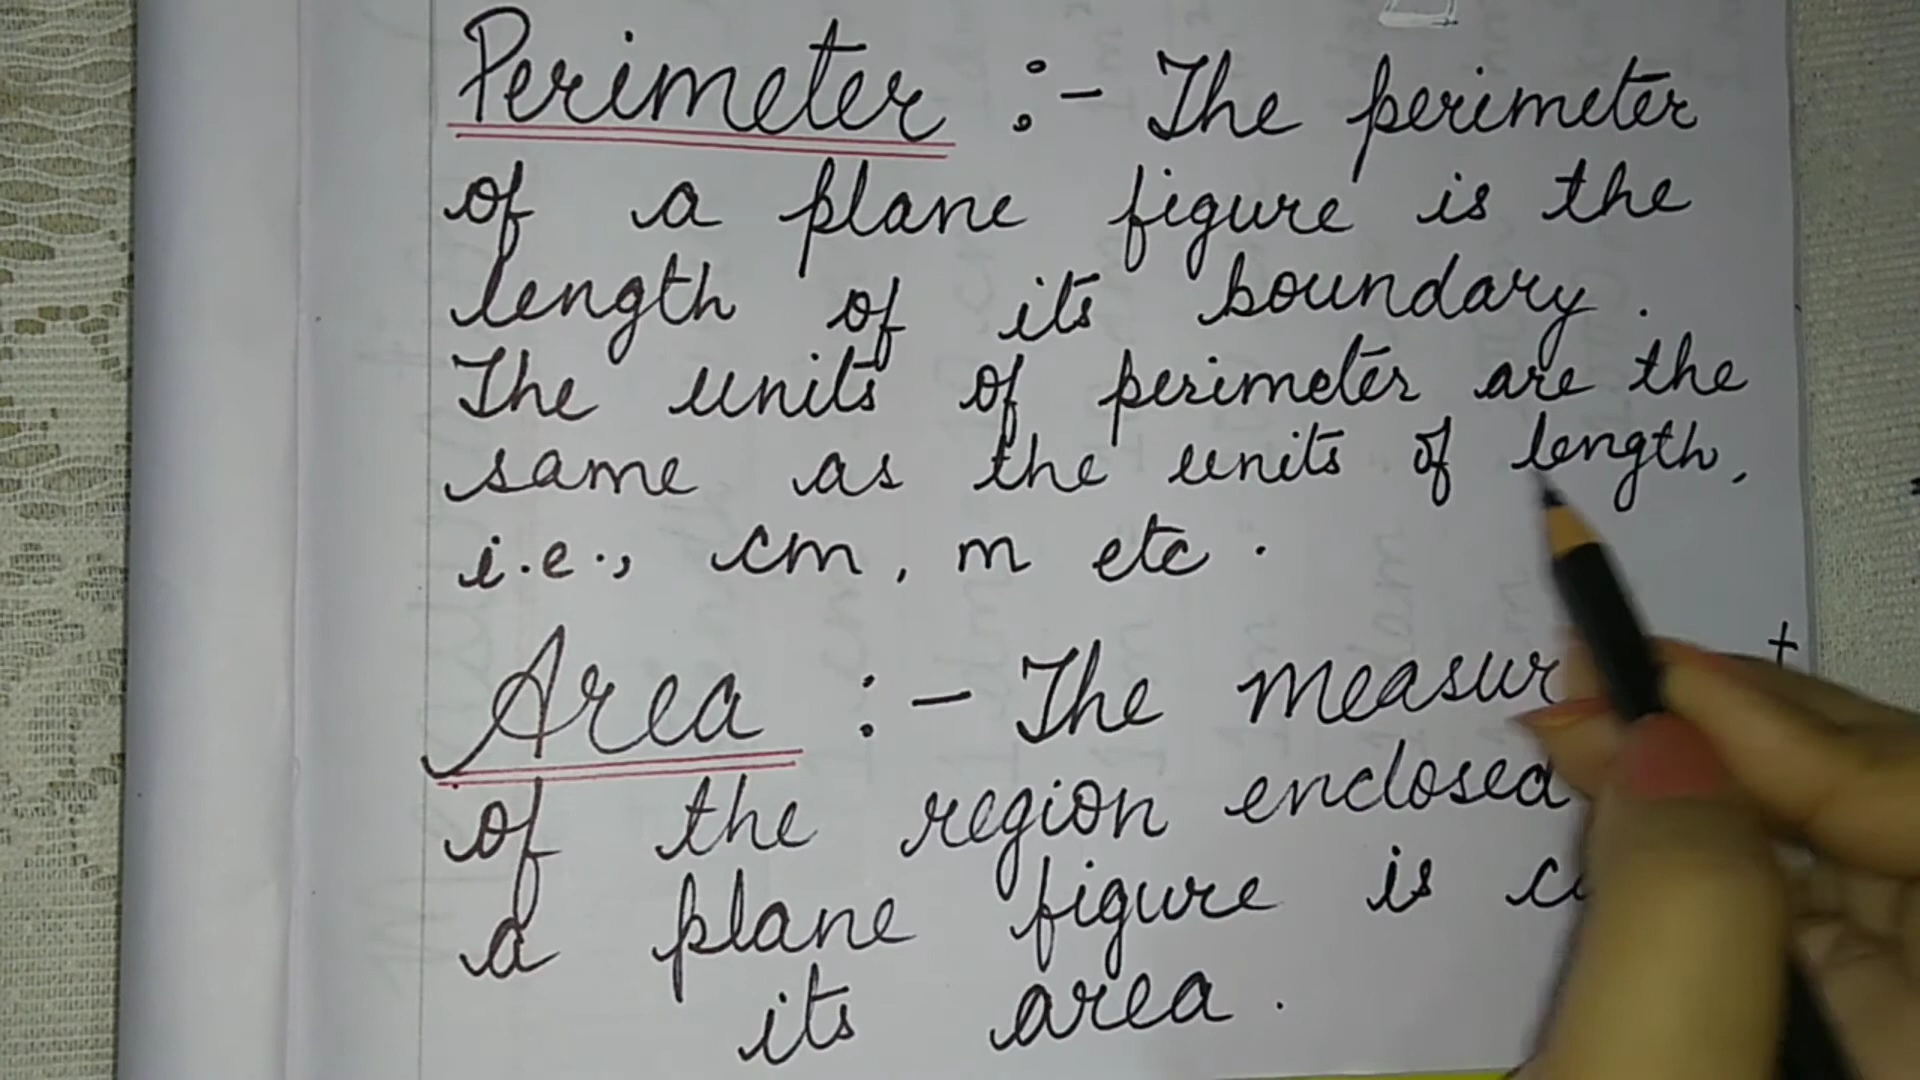 Perimeter :- The perimeter
of a plane figure is the
length of its boundary.
The units of perimeter are the
same as the units of length,
i.e., cm, m etc.
Area :- The
of the region enclosed
a plane figure is
its area.